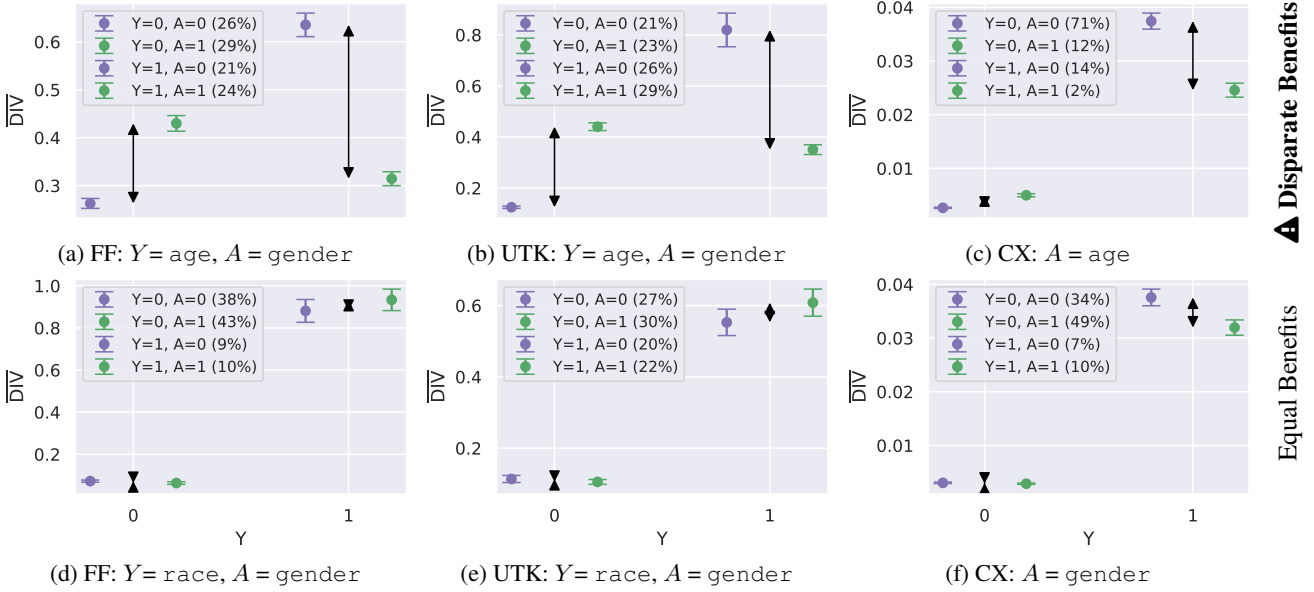 Y=0, A=0 (26%)
Y=0, A=1 (29%)
Y=1, A=0 (21%)
Y=1, A=1 (24%)
0.6
0.5
0.4
0.3
DIV
(a) FF: Y = age, A = gender
Y=0, A=0 (21%)
Y=0, A=1 (23%)
Y=1, A=0 (26%)
Y=1, A=1 (29%)
0.8
0.6
0.4
0.2
DIV
(b) UTK: Y = age, A = gender
Y=0, A=0 (71%)
Y=0, A=1 (12%)
Y=1, A=0 (14%)
Y=1, A=1 (2%)
0.04
0.03
0.02
0.01
DIV
(c) CX: A = age
Disparate Benefits
Y=0, A=0 (38%)
Y=0, A=1 (43%)
Y=1, A=0 (9%)
Y=1, A=1 (10%)
1.0
0.8
0.6
0.4
0.2
DIV
0 1
Y
(d) FF: Y = race, A = gender
Y=0, A=0 (27%)
Y=0, A=1 (30%)
Y=1, A=0 (20%)
Y=1, A=1 (22%)
0.6
0.4
0.2
DIV
0 1
Y
(e) UTK: Y = race, A = gender
Y=0, A=0 (34%)
Y=0, A=1 (49%)
Y=1, A=0 (7%)
Y=1, A=1 (10%)
0.04
0.03
0.02
0.01
DIV
0 1
Y
(f) CX: A = gender
Equal Benefits